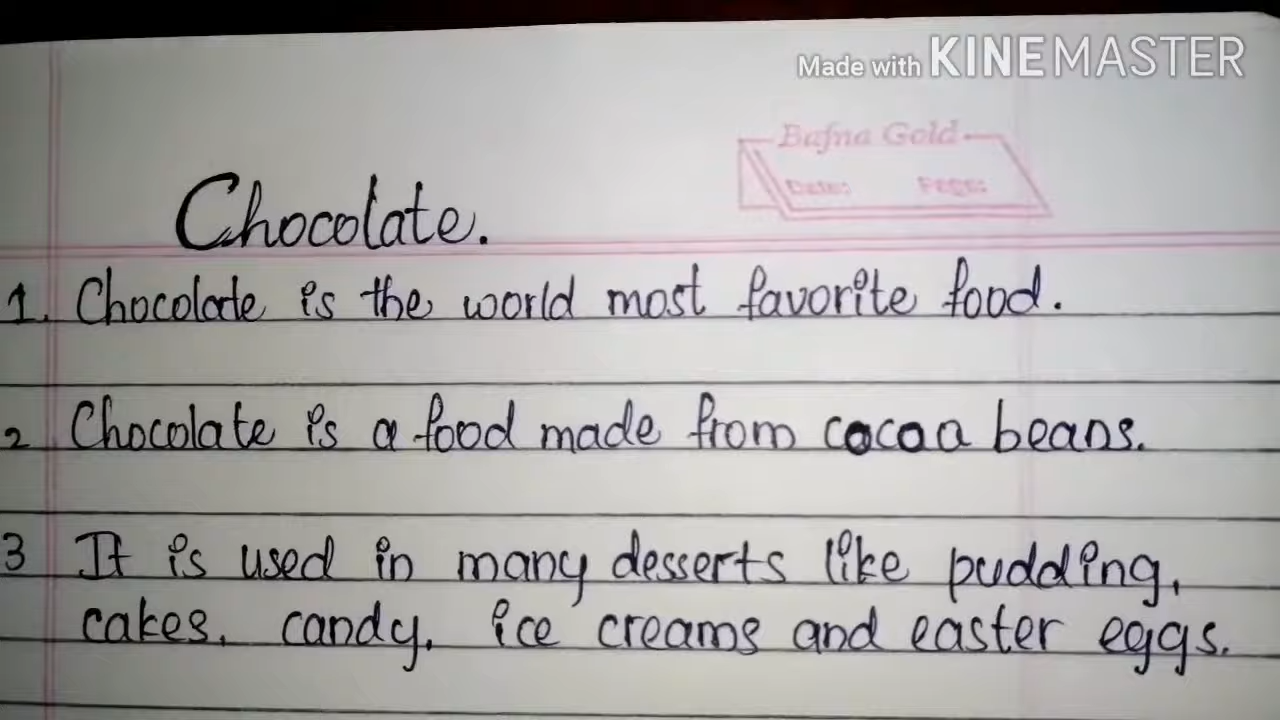 Made with KINEMASTER
Bafna Gold
Date: Page:
Chocolate.
1. Chocolate is the world most favorite food.
2 Chocolate is a food made from cocoa beans.
3 It is used in many desserts like pudding,
cakes, candy, ice creams and easter eggs.